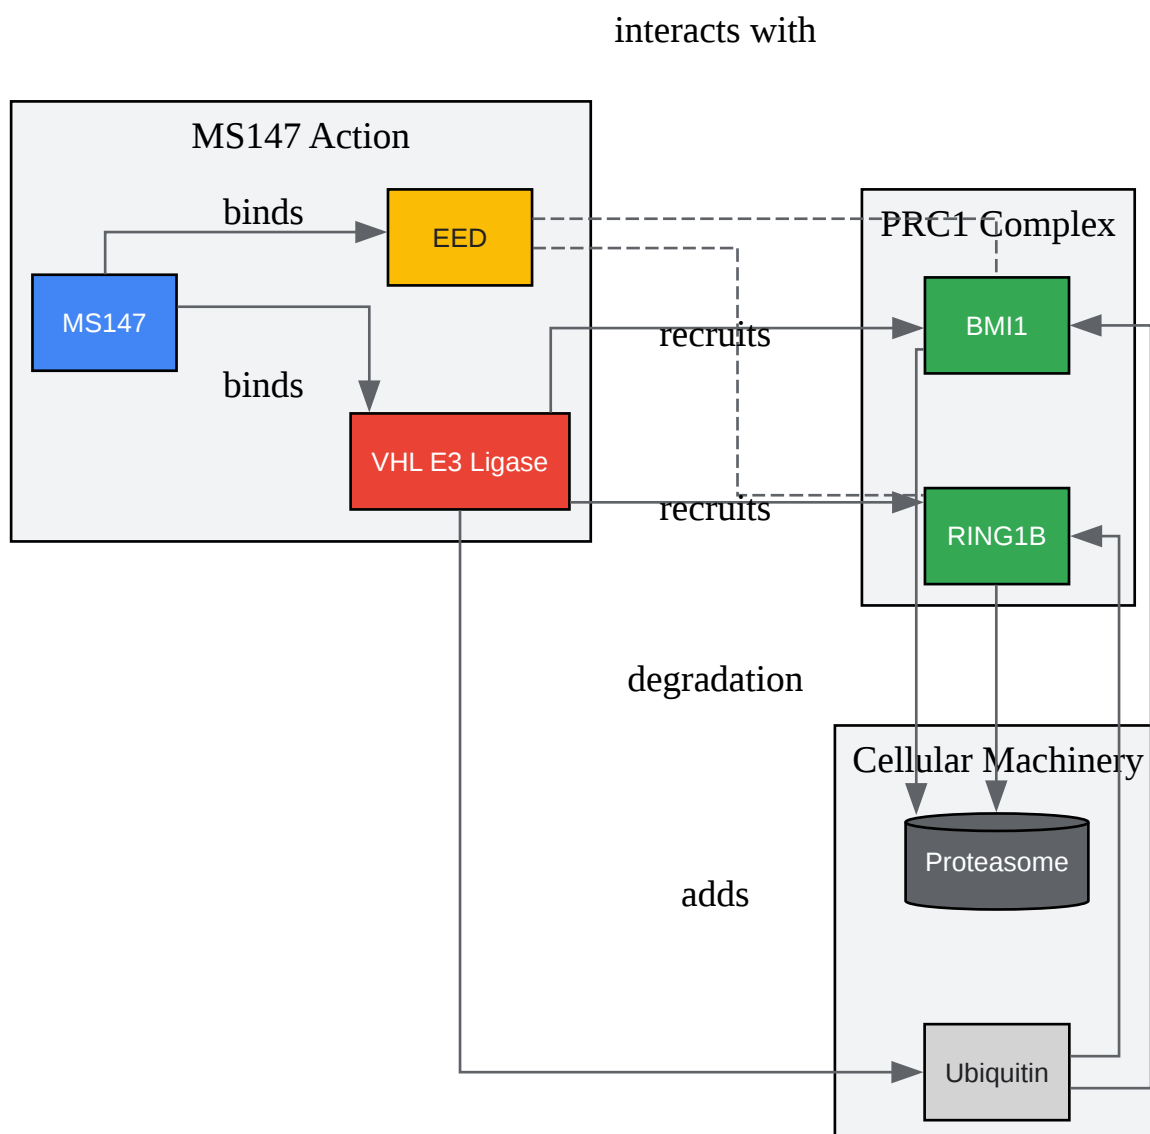 interacts with
MS147 Action
binds
EED
PRC1 Complex
MS147
BMI1
recruits
binds
VHL E3 Ligase
recruits
RING1B
degradation
Cellular Machinery
Proteasome
adds
Ubiquitin